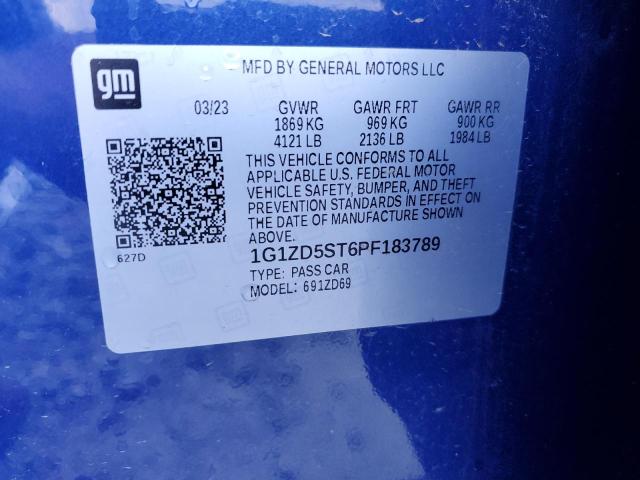 gm
MFD BY GENERAL MOTORS LLC
03/23 GVWR GAWR FRT GAWR RR
1869 KG 969 KG 900 KG
4121 LB 2136 LB 1984 LB
THIS VEHICLE CONFORMS TO ALL
APPLICABLE U.S. FEDERAL MOTOR
VEHICLE SAFETY, BUMPER, AND THEFT
PREVENTION STANDARDS IN EFFECT ON
THE DATE OF MANUFACTURE SHOWN
ABOVE.
627D
1G1ZD5ST6PF183789
TYPE: PASS CAR
MODEL: 691ZD69